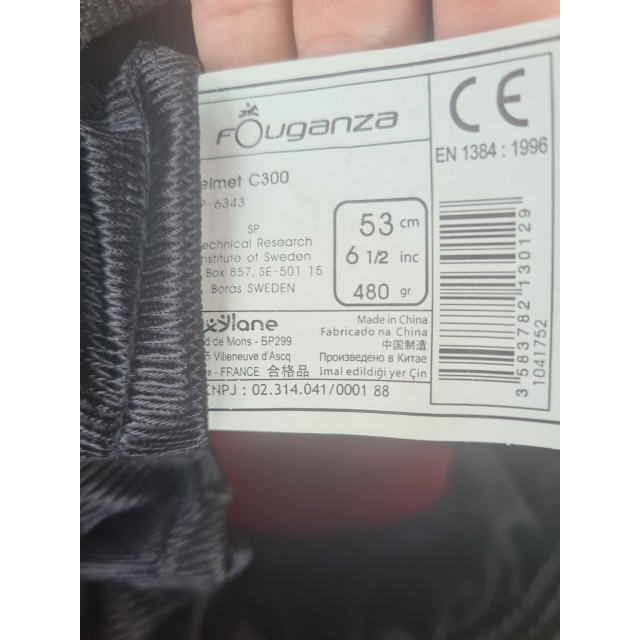 FOuganza
elmet C300
P-6343
SP
echnical Research
nstitute of Sweden
Box 857, SE-501 15
Borås SWEDEN
53 cm
6 1/2 inc
480 gr
CE
EN 1384 : 1996
3 583782 130129
1041752
ylane
d de Mons - BP299
5 Villeneuve d'Ascq
x - FRANCE 合格品
Made in China
Fabricado na China
中国制造
Произведено в Китае
Imal edildiği yer Çin
CNPJ : 02.314.041/0001 88